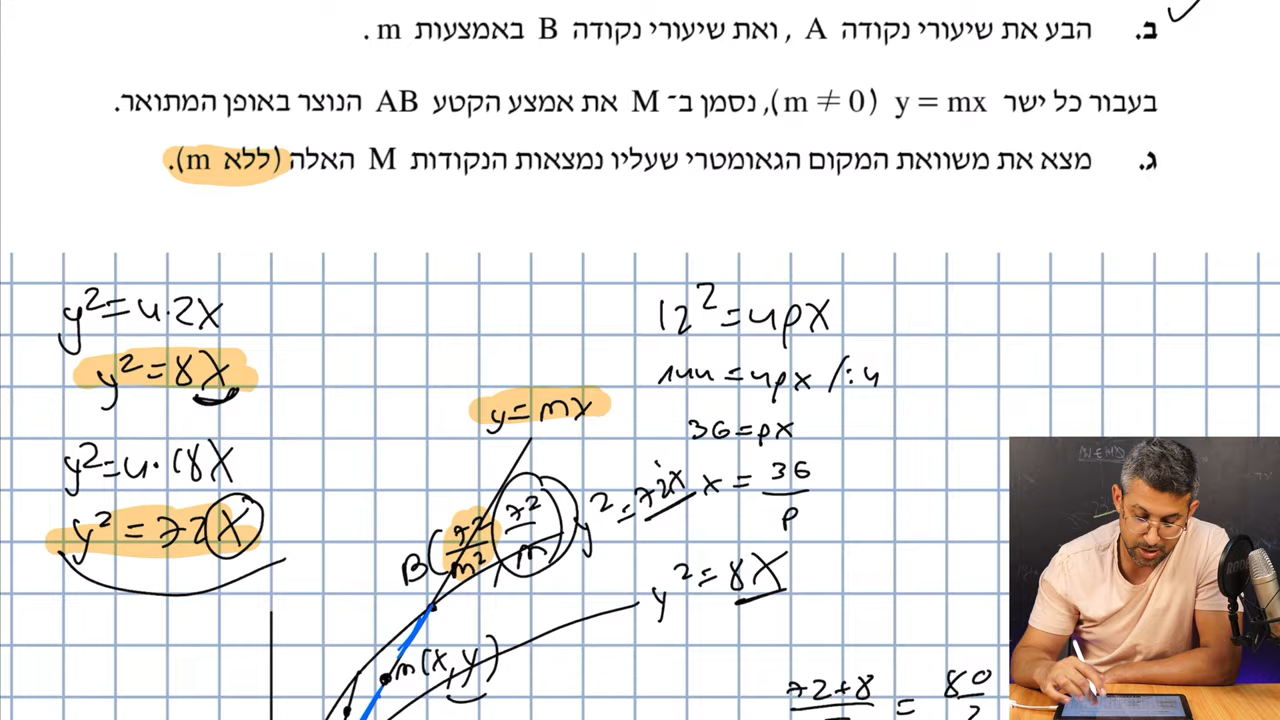 ב. הבע את שיעורי נקודה A , ואת שיעורי נקודה B באמצעות m .
בעבור כל ישר y = mx (m ≠ 0), נסמן ב־ M את אמצע הקטע AB הנוצר באופן המתואר.
ג. מצא את משוואת המקום הגאומטרי שעליו נמצאות הנקודות M האלה (ללא m).
y² = 4·2x
y² = 8x
y² = 4·18x
y² = 72x
12² = 4px
144 = 4px /:4
36 = px
x = 36/p
y = mx
B(72/m², 72/m)
y² = 72x
y² = 8x
m(x, y)
72+8
= 80